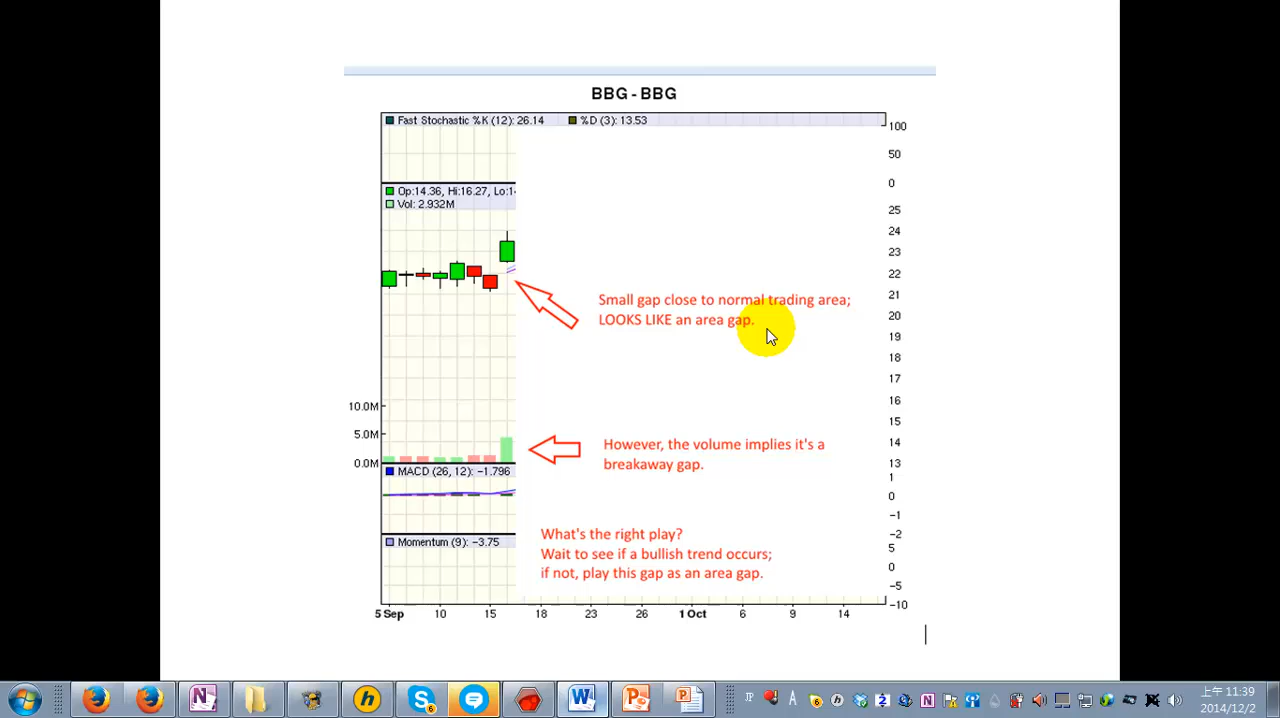 BBG - BBG
Fast Stochastic %K (12): 26.14 %D (3): 13.53
100
50
0
Op:14.36, Hi:16.27, Lo:1
Vol: 2.932M
25
24
23
22
21
20
19
18
17
16
15
14
13
Small gap close to normal trading area;
LOOKS LIKE an area gap.
10.0M
5.0M
0.0M
However, the volume implies it's a
breakaway gap.
MACD (26, 12): -1.796
1
0
-1
-2
What's the right play?
Wait to see if a bullish trend occurs;
if not, play this gap as an area gap.
Momentum (9): -3.75
5
0
-5
-10
5 Sep 10 15 18 23 26 1 Oct 6 9 14
上午 11:39
2014/12/2